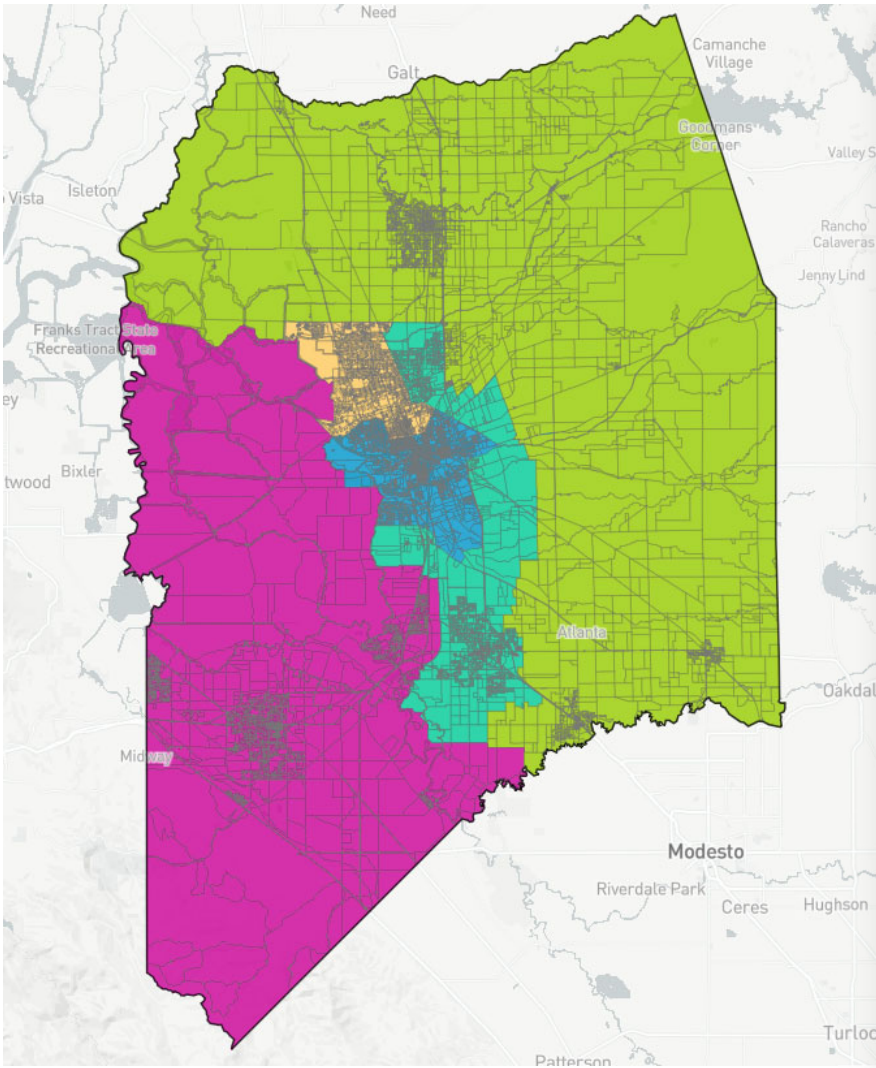 Need
Camanche
Village
Galt
Goodmans
Corner
Valley S
Isleton
o Vista
Rancho
Calaveras
Jenny Lind
Franks Tract State
Recreational Area
ey
Bixler
twood
Atlanta
Oakdal
Midway
Modesto
Riverdale Park
Ceres
Hughson
Turloc
Patterson